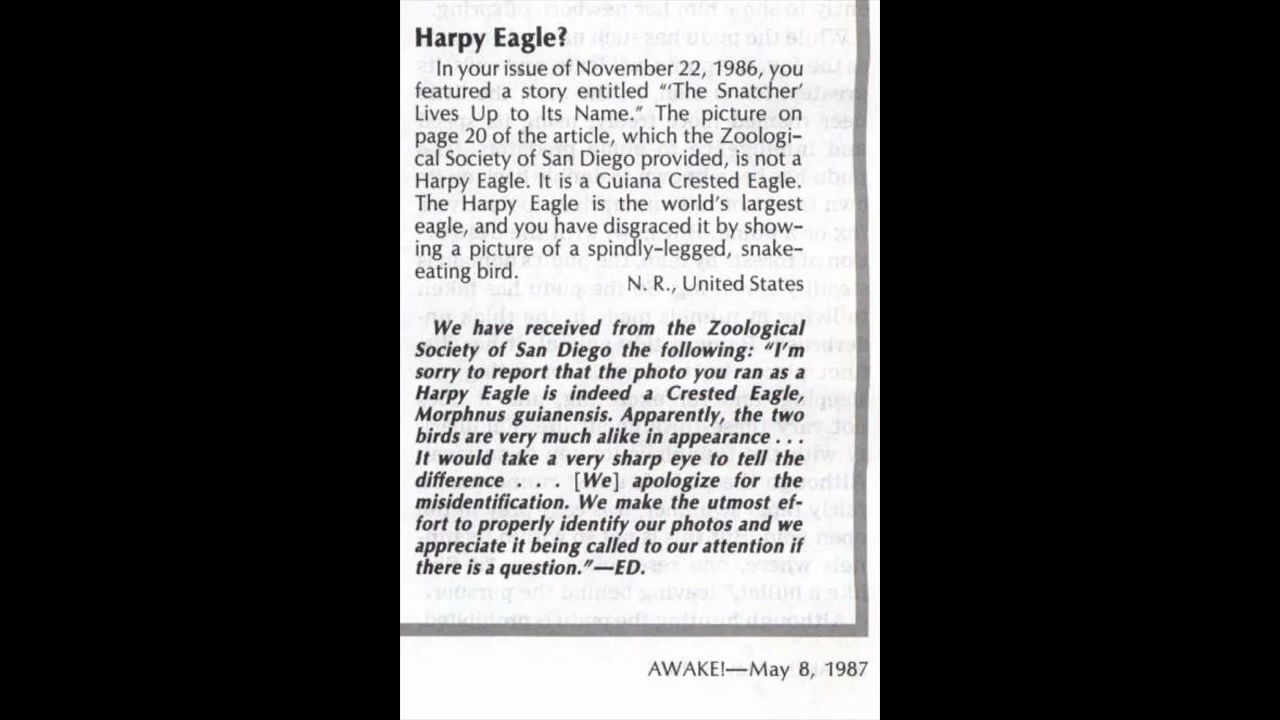 Harpy Eagle?
In your issue of November 22, 1986, you
featured a story entitled “‘The Snatcher’
Lives Up to Its Name.” The picture on
page 20 of the article, which the Zoologi-
cal Society of San Diego provided, is not a
Harpy Eagle. It is a Guiana Crested Eagle.
The Harpy Eagle is the world’s largest
eagle, and you have disgraced it by show-
ing a picture of a spindly-legged, snake-
eating bird.
N. R., United States
We have received from the Zoological
Society of San Diego the following: “I’m
sorry to report that the photo you ran as a
Harpy Eagle is indeed a Crested Eagle,
Morphnus guianensis. Apparently, the two
birds are very much alike in appearance . . .
It would take a very sharp eye to tell the
difference . . . [We] apologize for the
misidentification. We make the utmost ef-
fort to properly identify our photos and we
appreciate it being called to our attention if
there is a question.”—ED.
AWAKE!—May 8, 1987